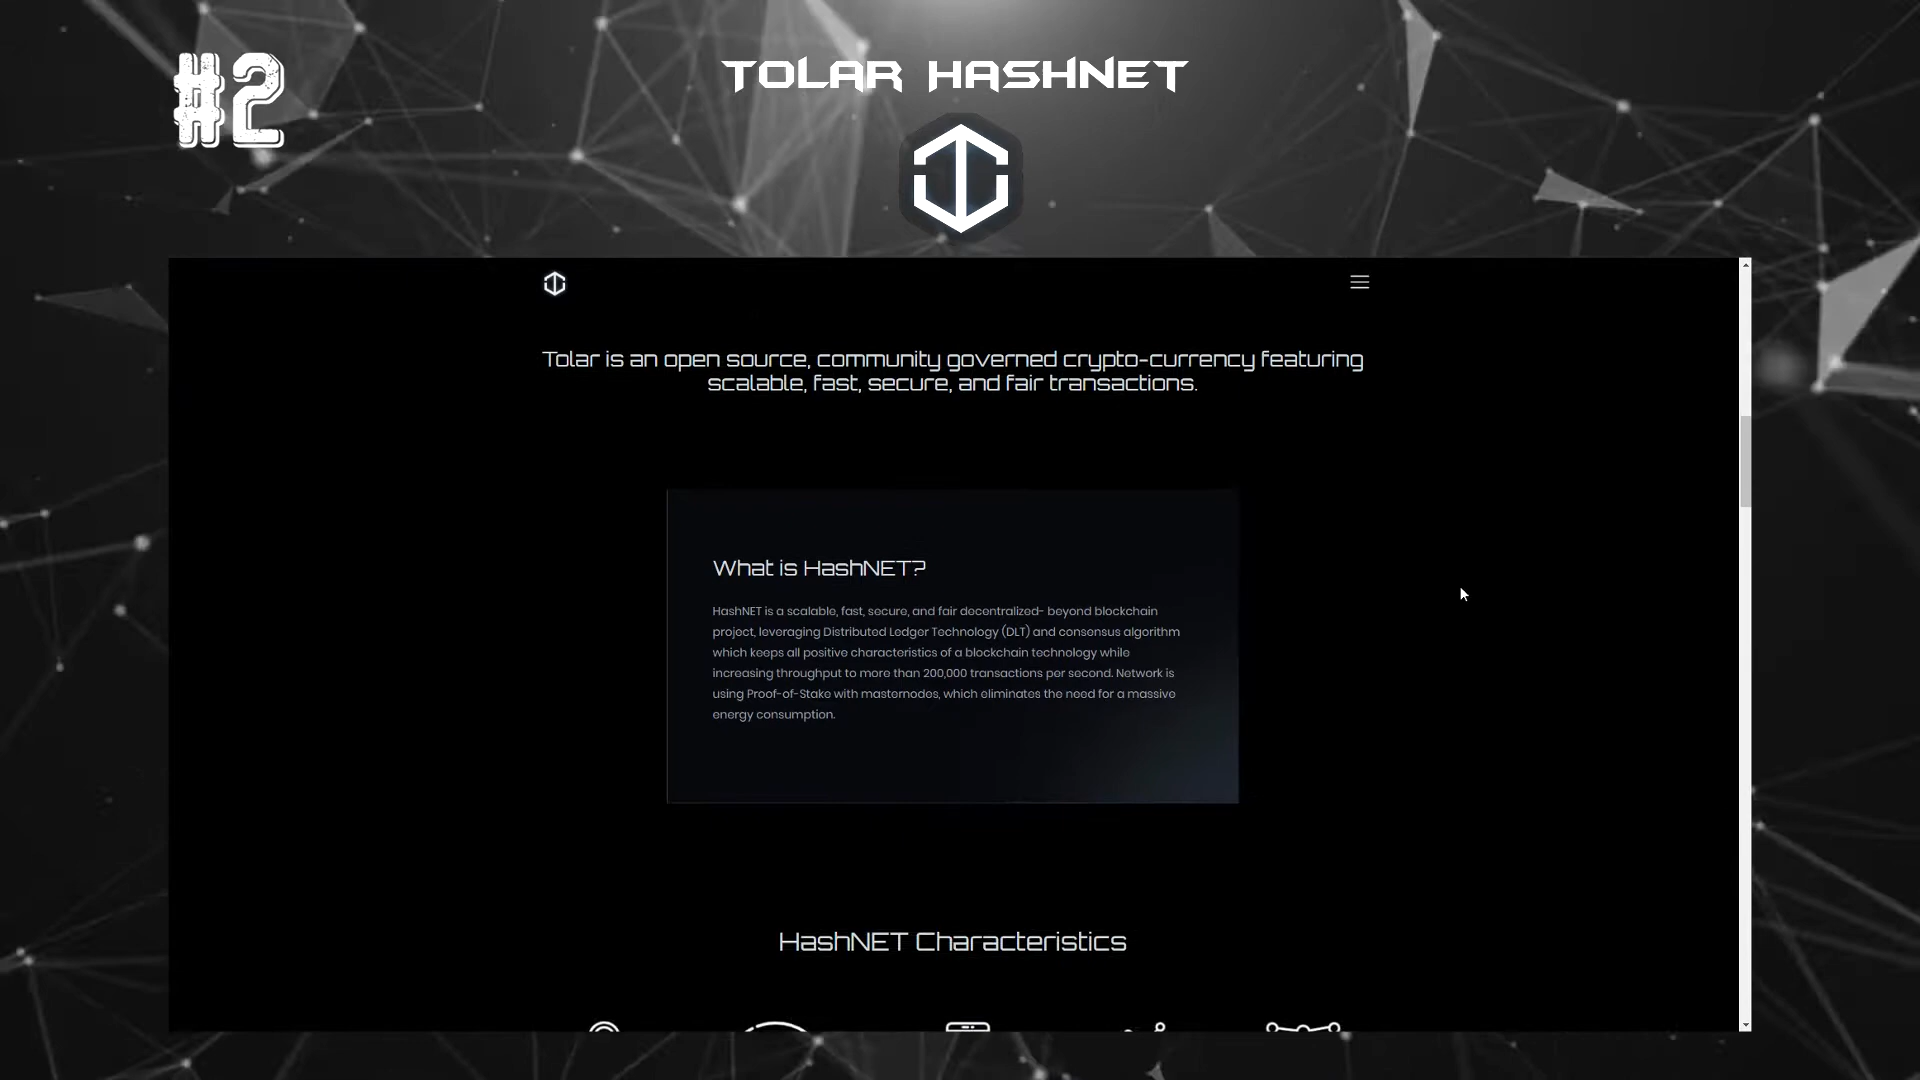 #2
TOLAR HASHNET
Tolar is an open source, community governed crypto-currency featuring
scalable, fast, secure, and fair transactions.
What is HashNET?
HashNET is a scalable, fast, secure, and fair decentralized- beyond blockchain
project, leveraging Distributed Ledger Technology (DLT) and consensus algorithm
which keeps all positive characteristics of a blockchain technology while
increasing throughput to more than 200,000 transactions per second. Network is
using Proof-of-Stake with masternodes, which eliminates the need for a massive
energy consumption.
HashNET Characteristics